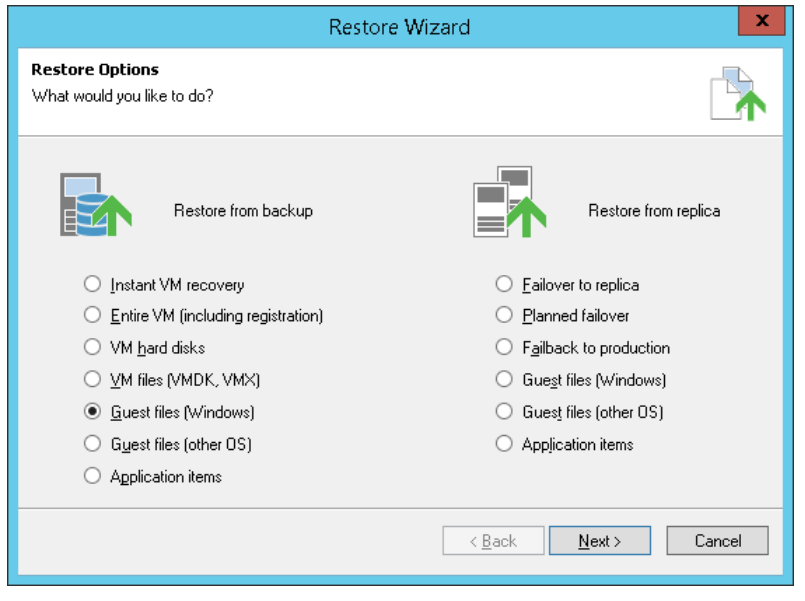 Restore Wizard
x
Restore Options
What would you like to do?
Restore from backup
Instant VM recovery
Entire VM (including registration)
VM hard disks
VM files (VMDK, VMX)
Guest files (Windows)
Guest files (other OS)
Application items
Restore from replica
Failover to replica
Planned failover
Failback to production
Guest files (Windows)
Guest files (other OS)
Application items
< Back
Next >
Cancel